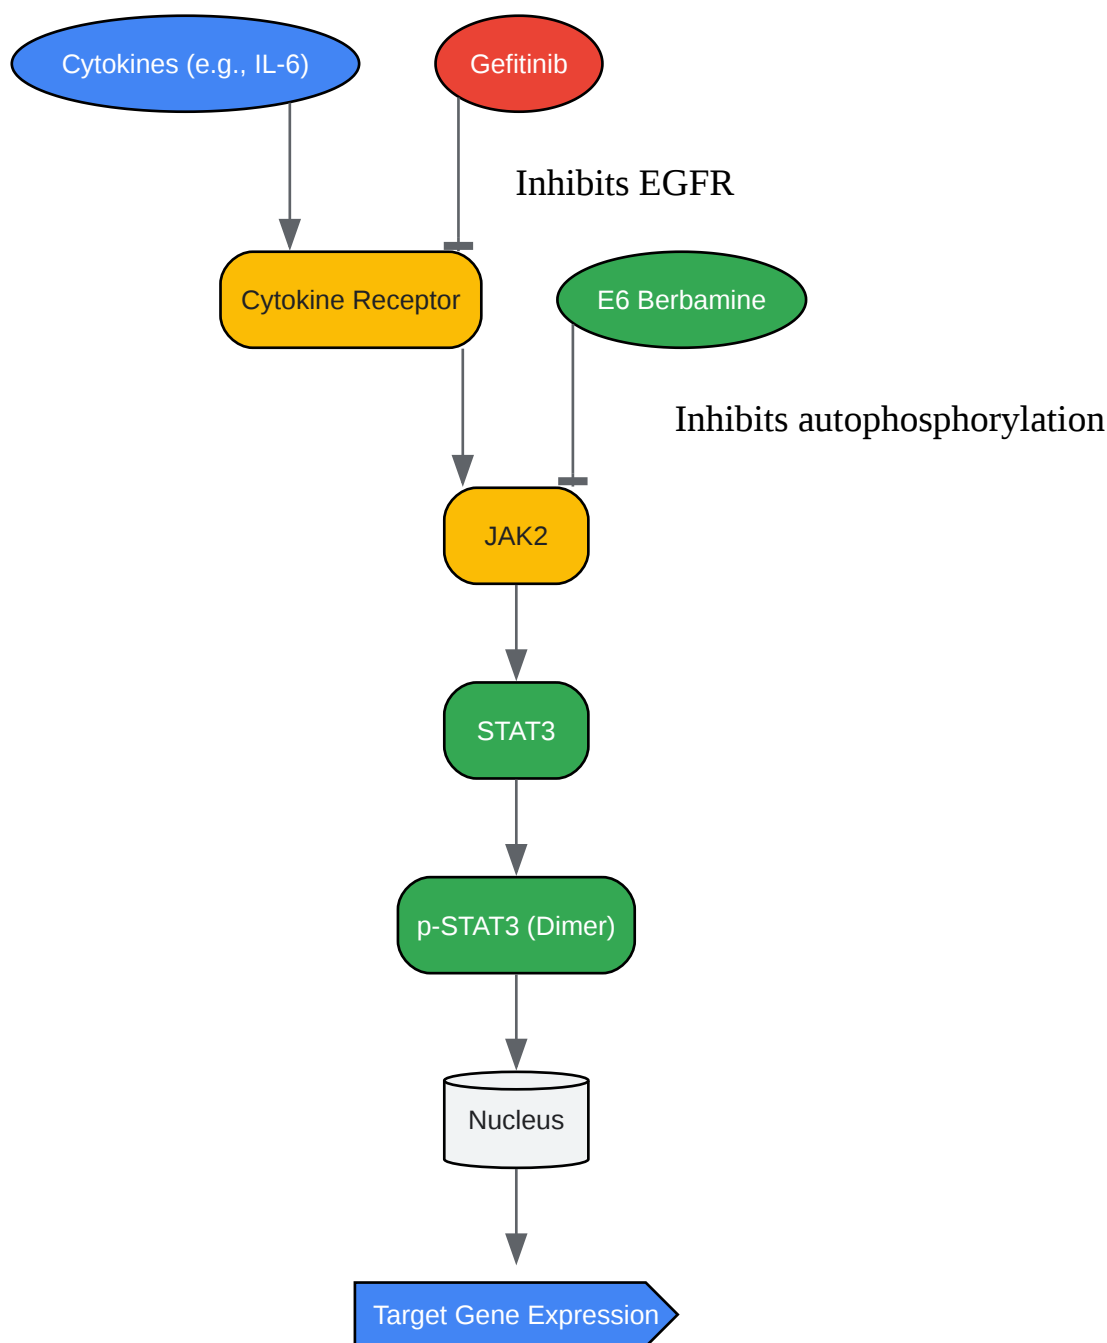 Cytokines (e.g., IL-6)
Gefitinib
Inhibits EGFR
Cytokine Receptor
E6 Berbamine
Inhibits autophosphorylation
JAK2
STAT3
p-STAT3 (Dimer)
Nucleus
Target Gene Expression